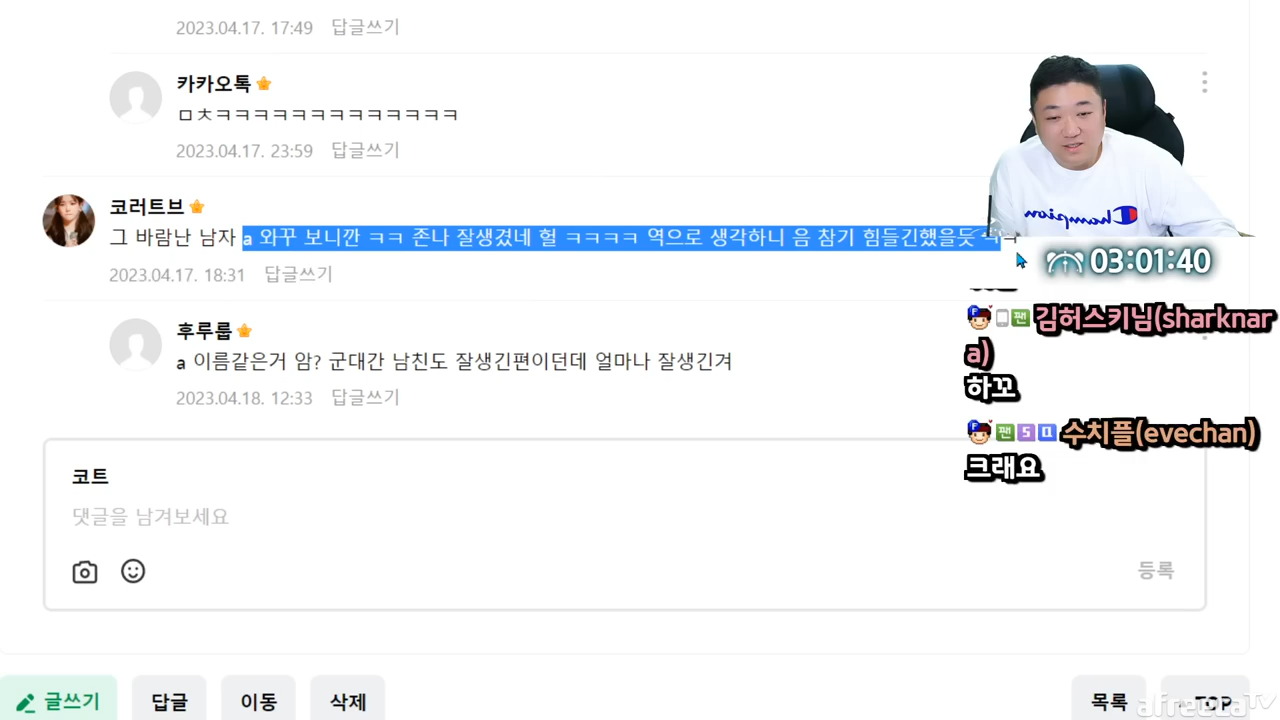 2023.04.17. 17:49 답글쓰기
카카오톡
ㅁㅊㅋㅋㅋㅋㅋㅋㅋㅋㅋㅋㅋㅋㅋ
2023.04.17. 23:59 답글쓰기
코러트브
그 바람난 남자 a 와꾸 보니깐 ㅋㅋ 존나 잘생겼네 헐 ㅋㅋㅋㅋ 역으로 생각하니 음 참기 힘들긴했을듯 ㅋㅋ
2023.04.17. 18:31 답글쓰기
후루룹
a 이름같은거 암? 군대간 남친도 잘생긴편이던데 얼마나 잘생긴겨
2023.04.18. 12:33 답글쓰기
코트
댓글을 남겨보세요
등록
글쓰기 답글 이동 삭제 목록 TOP
Champion
03:01:40
팬 김허스키님(sharknar
a)
하꼬
팬 5 수치플(evechan)
크래요
afreecaTV